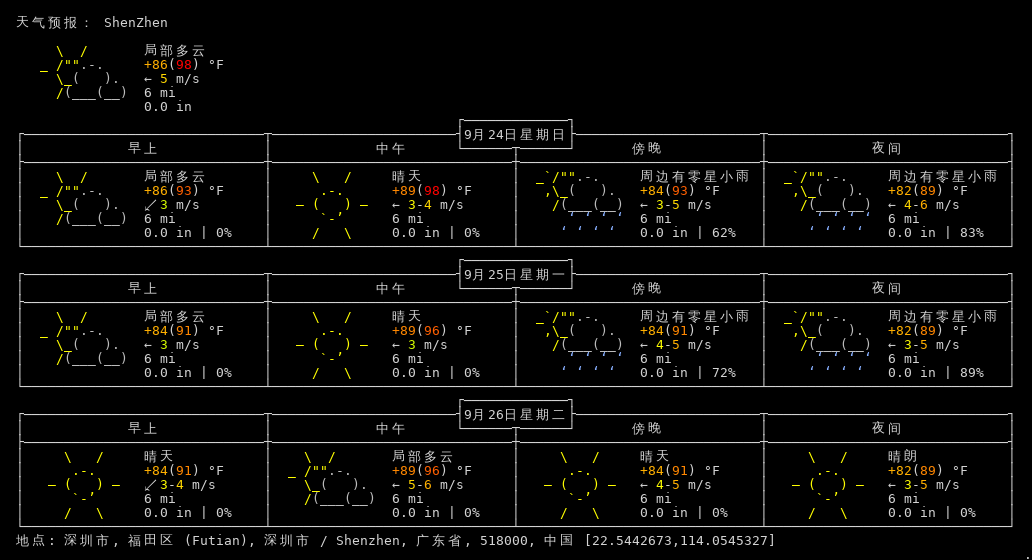 天气预报： ShenZhen
局部多云
+86(98) °F
← 5 m/s
6 mi
0.0 in
9月24日星期日
早上 中午 傍晚 夜间
局部多云 晴天 周边有零星小雨 周边有零星小雨
+86(93) °F +89(98) °F +84(93) °F +82(89) °F
↙ 3 m/s ← 3-4 m/s ← 3-5 m/s ← 4-6 m/s
6 mi 6 mi 6 mi 6 mi
0.0 in | 0% 0.0 in | 0% 0.0 in | 62% 0.0 in | 83%
9月25日星期一
早上 中午 傍晚 夜间
局部多云 晴天 周边有零星小雨 周边有零星小雨
+84(91) °F +89(96) °F +84(91) °F +82(89) °F
← 3 m/s ← 3 m/s ← 4-5 m/s ← 3-5 m/s
6 mi 6 mi 6 mi 6 mi
0.0 in | 0% 0.0 in | 0% 0.0 in | 72% 0.0 in | 89%
9月26日星期二
早上 中午 傍晚 夜间
晴天 局部多云 晴天 晴朗
+84(91) °F +89(96) °F +84(91) °F +82(89) °F
↙ 3-4 m/s ← 5-6 m/s ← 4-5 m/s ← 3-5 m/s
6 mi 6 mi 6 mi 6 mi
0.0 in | 0% 0.0 in | 0% 0.0 in | 0% 0.0 in | 0%
地点: 深圳市, 福田区 (Futian), 深圳市 / Shenzhen, 广东省, 518000, 中国 [22.5442673,114.0545327]